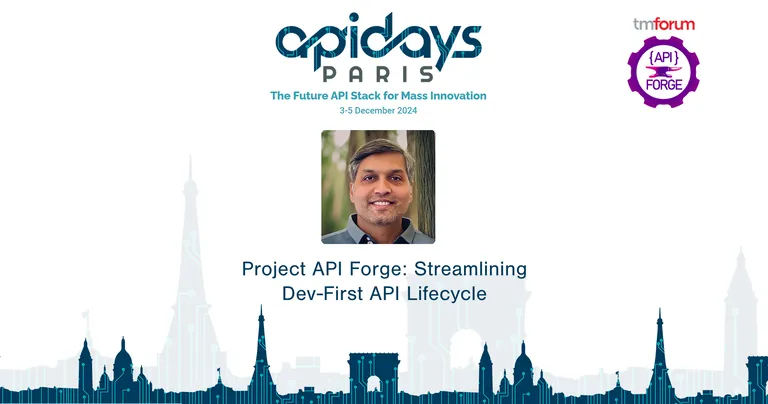 apidays
PARIS
The Future API Stack for Mass Innovation
3-5 December 2024
tmforum
{API}
FORGE
Project API Forge: Streamlining
Dev-First API Lifecycle